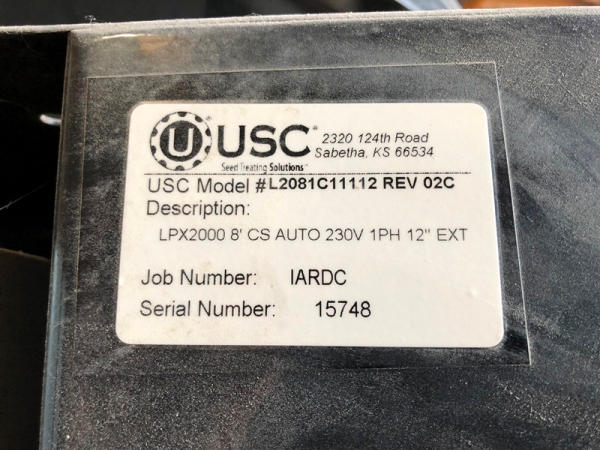 U USC 2320 124th Road
Sabetha, KS 66534
Seed Treating Solutions™
USC Model #L2081C11112 REV 02C
Description:
LPX2000 8' CS AUTO 230V 1PH 12" EXT
Job Number: IARDC
Serial Number: 15748